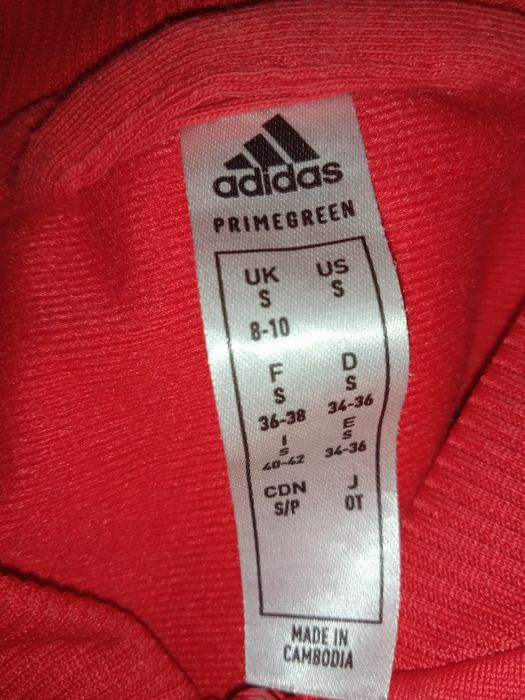 adidas
PRIMEGREEN
UK US
S S
8-10
F D
S S
36-38 34-36
I E
S S
40-42 34-36
CDN J
S/P OT
MADE IN
CAMBODIA